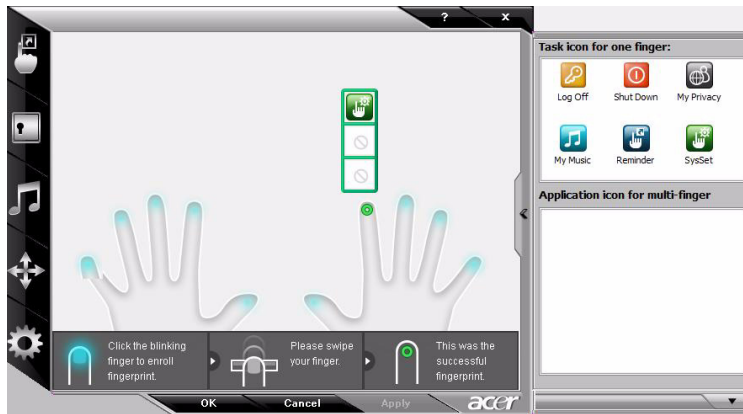 ? x
Task icon for one finger:
Log Off Shut Down My Privacy
My Music Reminder SysSet
Application icon for multi-finger
Click the blinking
finger to enroll
fingerprint.
Please swipe
your finger.
This was the
successful
fingerprint.
OK Cancel Apply acer